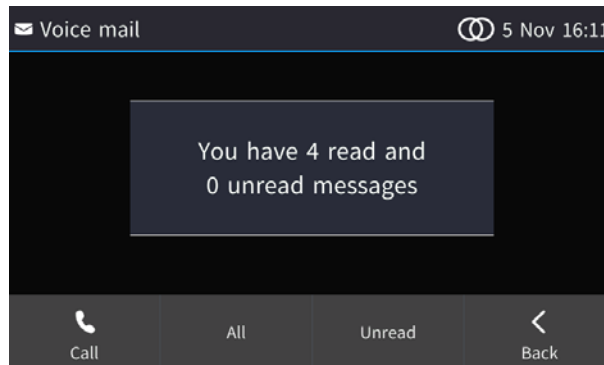 Voice mail
5 Nov 16:11
You have 4 read and
0 unread messages
Call
All
Unread
Back